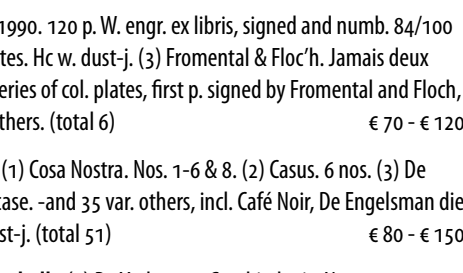 1990. 120 p. W. engr. ex libris, signed and numb. 84/100
tes. Hc w. dust-j. (3) Fromental & Floc'h. Jamais deux
eries of col. plates, first p. signed by Fromental and Floch,
thers. (total 6) € 70 - € 120
(1) Cosa Nostra. Nos. 1-6 & 8. (2) Casus. 6 nos. (3) De
case. -and 35 var. others, incl. Café Noir, De Engelsman die
st-j. (total 51) € 80 - € 150